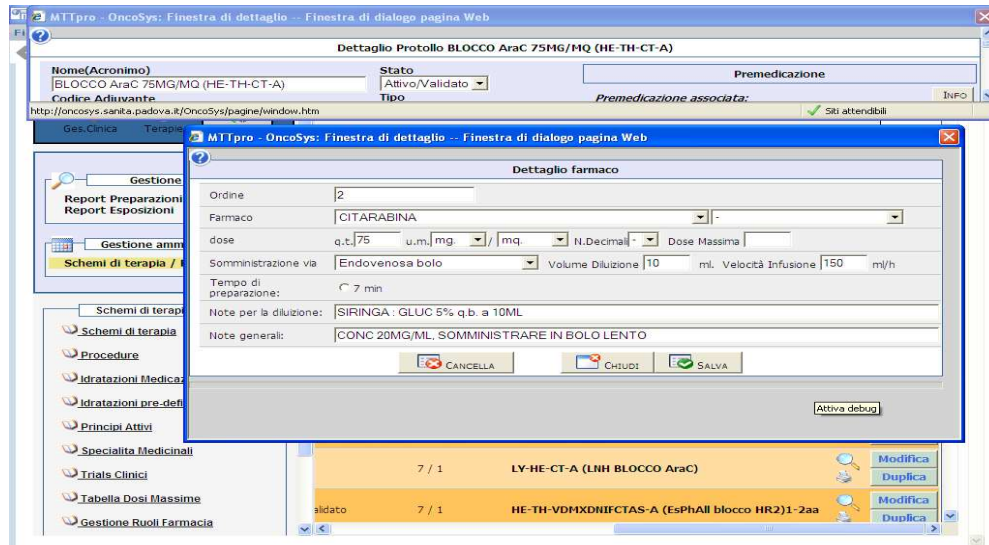 MTTpro - OncoSys: Finestra di dettaglio -- Finestra di dialogo pagina Web
Dettaglio Protollo BLOCCO AraC 75MG/MQ (HE-TH-CT-A)
Nome(Acronimo) Stato Premedicazione
BLOCCO AraC 75MG/MQ (HE-TH-CT-A) Attivo/Validato
Codice Adiuvante Tipo Premedicazione associata: INFO
http://oncosys.sanita.padova.it/OncoSys/pagine/window.htm Siti attendibili
Ges.Clinica Terapie
MTTpro - OncoSys: Finestra di dettaglio -- Finestra di dialogo pagina Web
Dettaglio farmaco
Ordine 2
Farmaco CITARABINA -
dose q.t. 75 u.m. mg. / mq. N.Decimali - Dose Massima
Somministrazione via Endovenosa bolo Volume Diluizione 10 ml. Velocità Infusione 150 ml/h
Tempo di preparazione: 7 min
Note per la diluizione: SIRINGA : GLUC 5% q.b. a 10ML
Note generali: CONC 20MG/ML, SOMMINISTRARE IN BOLO LENTO
CANCELLA CHIUDI SALVA
Attiva debug
Gestione
Report Preparazioni
Report Esposizioni
Gestione amm
Schemi di terapia /
Schemi di terapi
Schemi di terapia
Procedure
Idratazioni Medicaz
Idratazioni pre-defi
Principi Attivi
Specialita Medicinali
Trials Clinici
Tabella Dosi Massime
Gestione Ruoli Farmacia
7 / 1 LY-HE-CT-A (LNH BLOCCO AraC) Modifica
Duplica
alidato 7 / 1 HE-TH-VDMXDNIFCTAS-A (EsPhAll blocco HR2)1-2aa Modifica
Duplica